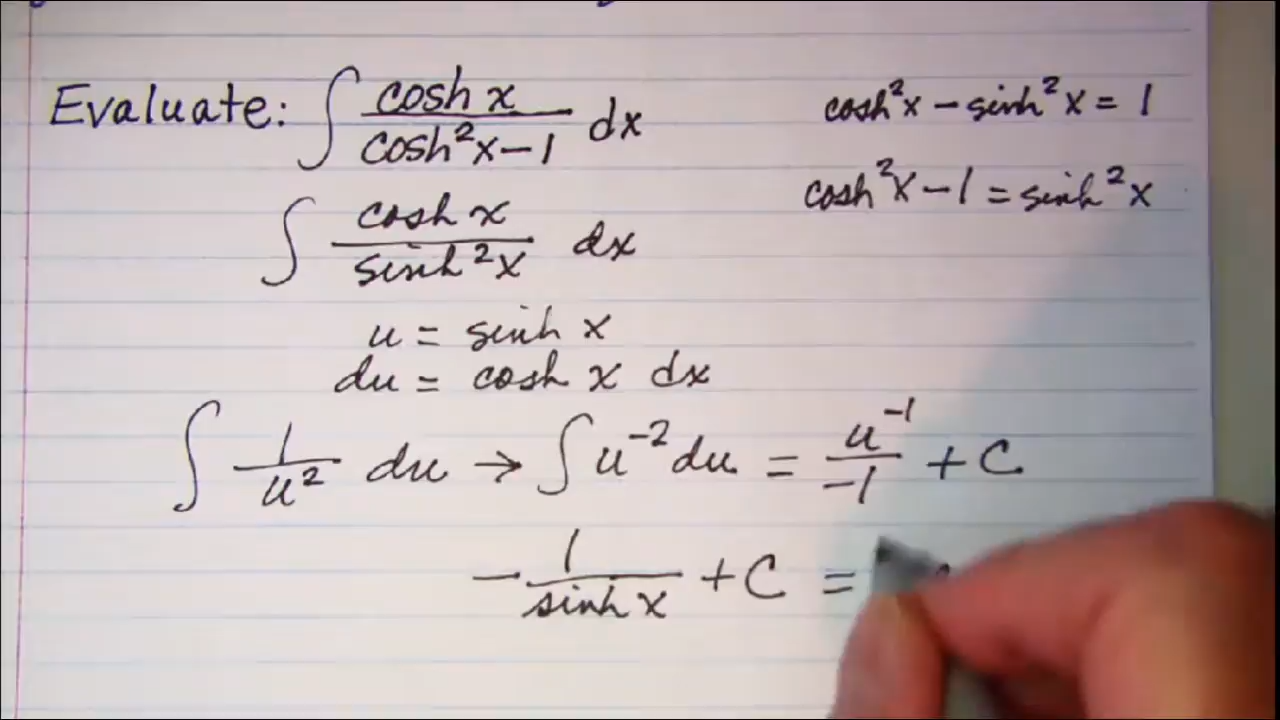 Evaluate: ∫ cosh x / (cosh²x − 1) dx
cosh²x − sinh²x = 1
cosh²x − 1 = sinh²x
∫ cosh x / sinh²x dx
u = sinh x
du = cosh x dx
∫ 1/u² du → ∫ u⁻² du = u⁻¹/−1 + C
− 1/sinh x + C =